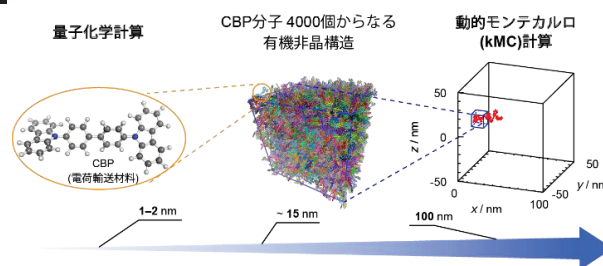 量子化学計算
CBP分子 4000個からなる
有機非晶構造
動的モンテカルロ
(kMC)計算
CBP
(電荷輸送材料)
50
0
-50
z / nm
0
100
x / nm
50
-50
y / nm
1–2 nm
~ 15 nm
100 nm